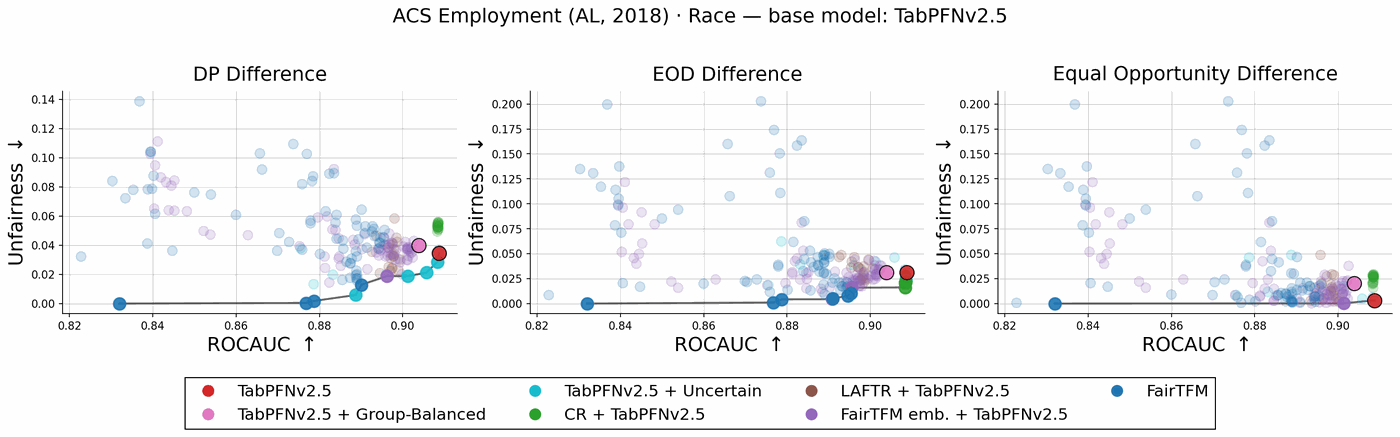 ACS Employment (AL, 2018) · Race — base model: TabPFNv2.5
DP Difference
EOD Difference
Equal Opportunity Difference
Unfairness ↓
0.14
0.12
0.10
0.08
0.06
0.04
0.02
0.00
0.82 0.84 0.86 0.88 0.90
ROCAUC ↑
Unfairness ↓
0.200
0.175
0.150
0.125
0.100
0.075
0.050
0.025
0.000
0.82 0.84 0.86 0.88 0.90
ROCAUC ↑
Unfairness ↓
0.200
0.175
0.150
0.125
0.100
0.075
0.050
0.025
0.000
0.82 0.84 0.86 0.88 0.90
ROCAUC ↑
TabPFNv2.5
TabPFNv2.5 + Group-Balanced
TabPFNv2.5 + Uncertain
CR + TabPFNv2.5
LAFTR + TabPFNv2.5
FairTFM emb. + TabPFNv2.5
FairTFM